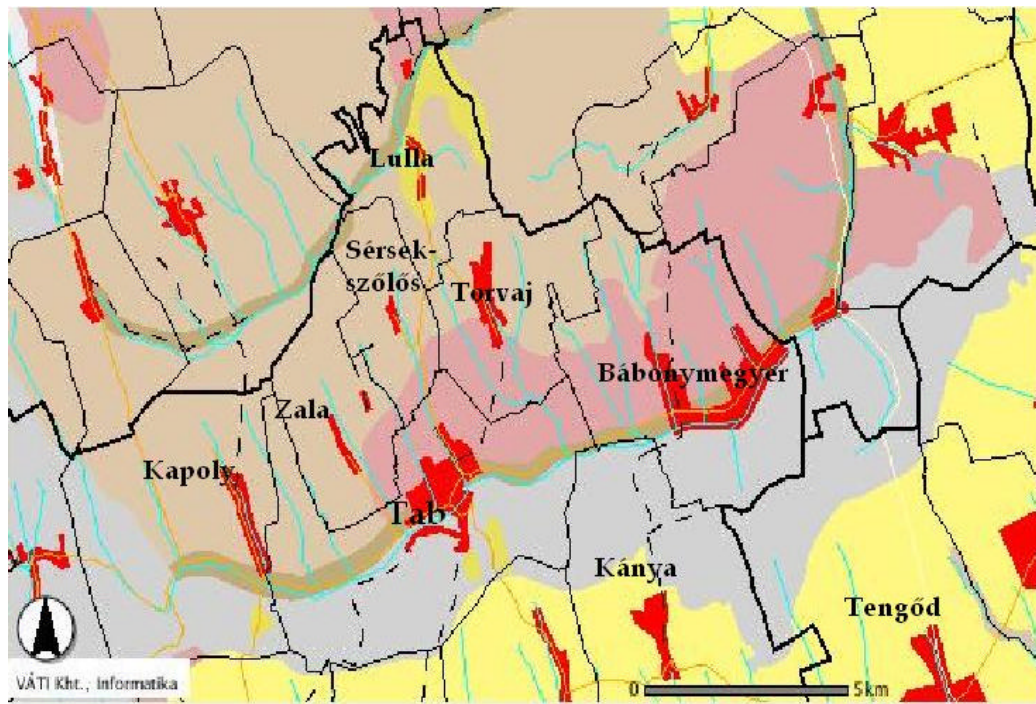 Lulla
Sérsek-
szőlős
Torvaj
Bábonymegyer
Zala
Kapoly
Tab
Kánya
Tengőd
VÁTI Kht., Informatika
0 5km